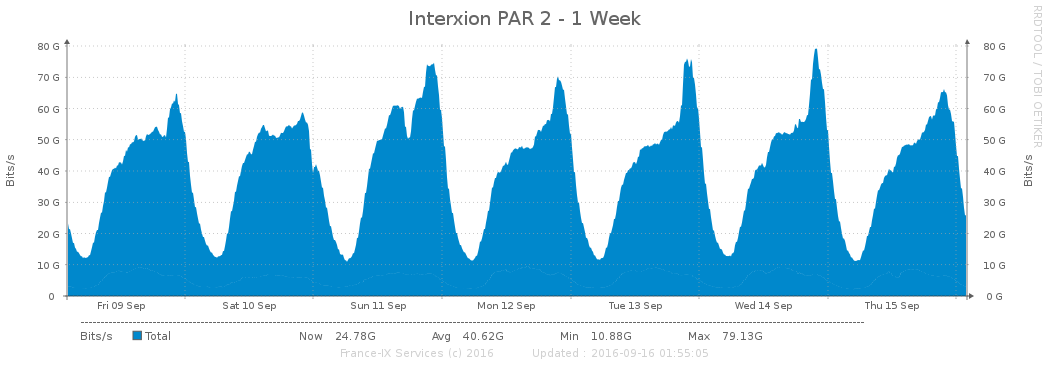 Interxion PAR 2 - 1 Week
RRDTOOL / TOBI OETIKER
80 G 80 G
70 G 70 G
60 G 60 G
50 G 50 G
40 G 40 G
30 G 30 G
20 G 20 G
10 G 10 G
0 0 G
Bits/s
Bits/s
Fri 09 Sep Sat 10 Sep Sun 11 Sep Mon 12 Sep Tue 13 Sep Wed 14 Sep Thu 15 Sep
Bits/s Total Now 24.78G Avg 40.62G Min 10.88G Max 79.13G
France-IX Services (c) 2016 Updated : 2016-09-16 01:55:05